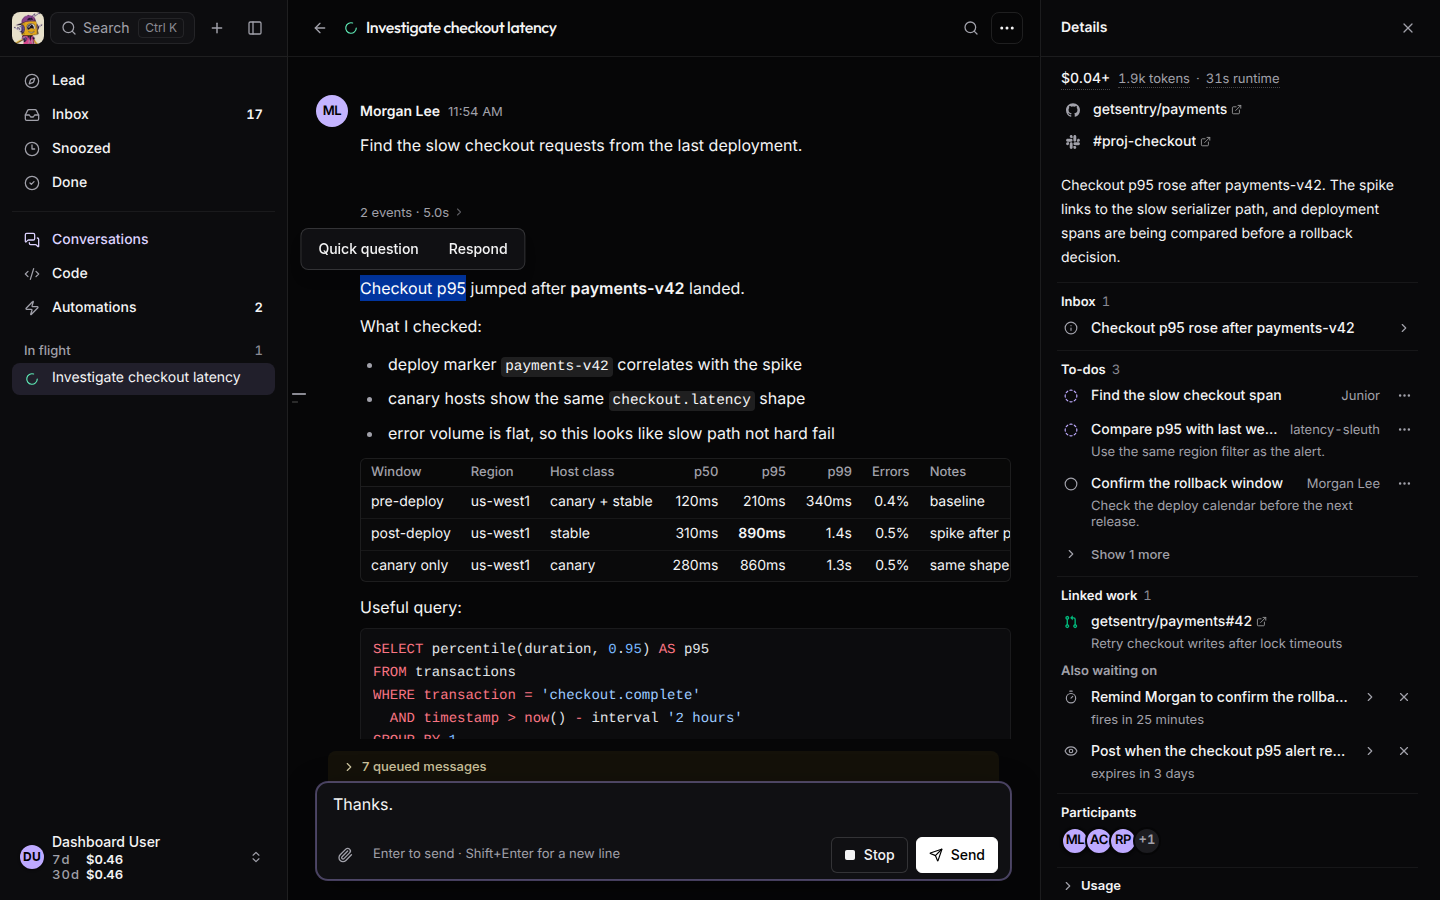 Search Ctrl K
Lead
Inbox 17
Snoozed
Done
Conversations
Code
Automations 2
In flight 1
Investigate checkout latency
DU
Dashboard User
7d $0.46
30d $0.46
Investigate checkout latency
ML
Morgan Lee 11:54 AM
Find the slow checkout requests from the last deployment.
2 events · 5.0s
Quick question Respond
Checkout p95 jumped after payments-v42 landed.
What I checked:
deploy marker payments-v42 correlates with the spike
canary hosts show the same checkout.latency shape
error volume is flat, so this looks like slow path not hard fail
Window Region Host class p50 p95 p99 Errors Notes
pre-deploy us-west1 canary + stable 120ms 210ms 340ms 0.4% baseline
post-deploy us-west1 stable 310ms 890ms 1.4s 0.5% spike after p
canary only us-west1 canary 280ms 860ms 1.3s 0.5% same shape
Useful query:
SELECT percentile(duration, 0.95) AS p95
FROM transactions
WHERE transaction = 'checkout.complete'
AND timestamp > now() - interval '2 hours'
GROUP BY 1
7 queued messages
Thanks.
Enter to send · Shift+Enter for a new line
Stop
Send
Details
$0.04+ 1.9k tokens · 31s runtime
getsentry/payments
#proj-checkout
Checkout p95 rose after payments-v42. The spike
links to the slow serializer path, and deployment
spans are being compared before a rollback
decision.
Inbox 1
Checkout p95 rose after payments-v42
To-dos 3
Find the slow checkout span Junior
Compare p95 with last we... latency-sleuth
Use the same region filter as the alert.
Confirm the rollback window Morgan Lee
Check the deploy calendar before the next
release.
Show 1 more
Linked work 1
getsentry/payments#42
Retry checkout writes after lock timeouts
Also waiting on
Remind Morgan to confirm the rollba...
fires in 25 minutes
Post when the checkout p95 alert re...
expires in 3 days
Participants
ML AC RP +1
Usage